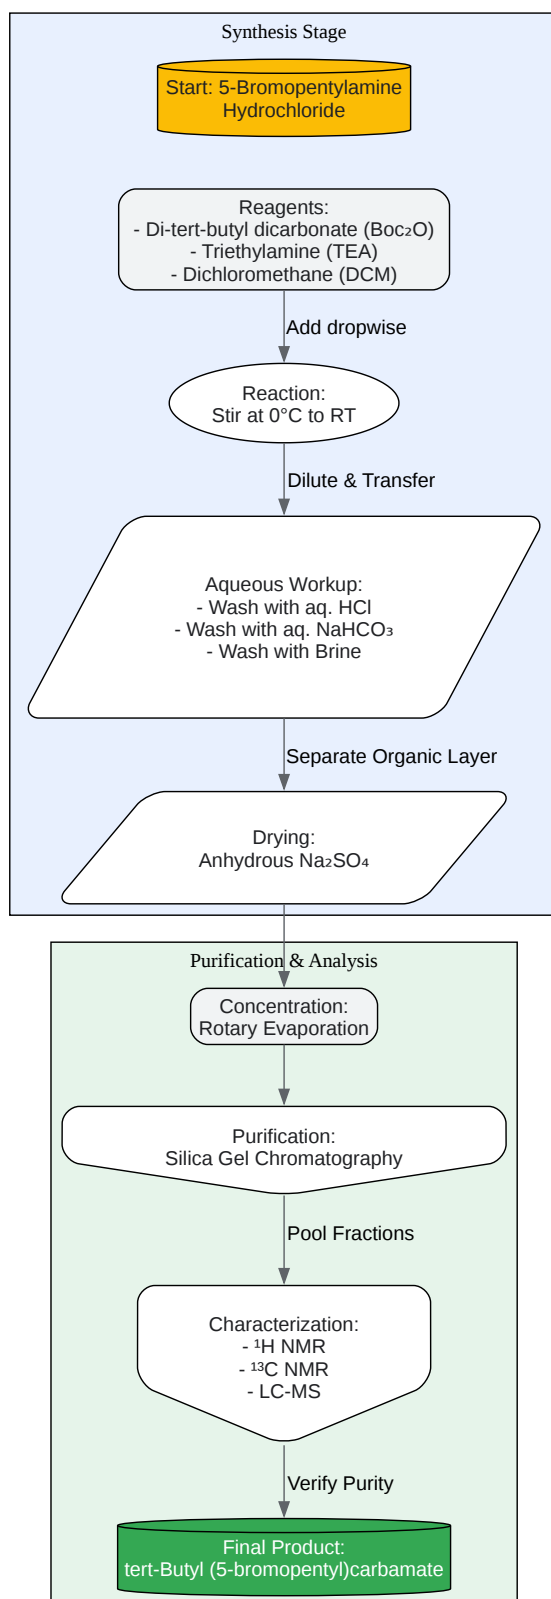 Synthesis Stage
Start: 5-Bromopentylamine
Hydrochloride
Reagents:
- Di-tert-butyl dicarbonate (Boc₂O)
- Triethylamine (TEA)
- Dichloromethane (DCM)
Add dropwise
Reaction:
Stir at 0°C to RT
Dilute & Transfer
Aqueous Workup:
- Wash with aq. HCl
- Wash with aq. NaHCO₃
- Wash with Brine
Separate Organic Layer
Drying:
Anhydrous Na₂SO₄
Purification & Analysis
Concentration:
Rotary Evaporation
Purification:
Silica Gel Chromatography
Pool Fractions
Characterization:
- ¹H NMR
- ¹³C NMR
- LC-MS
Verify Purity
Final Product:
tert-Butyl (5-bromopentyl)carbamate